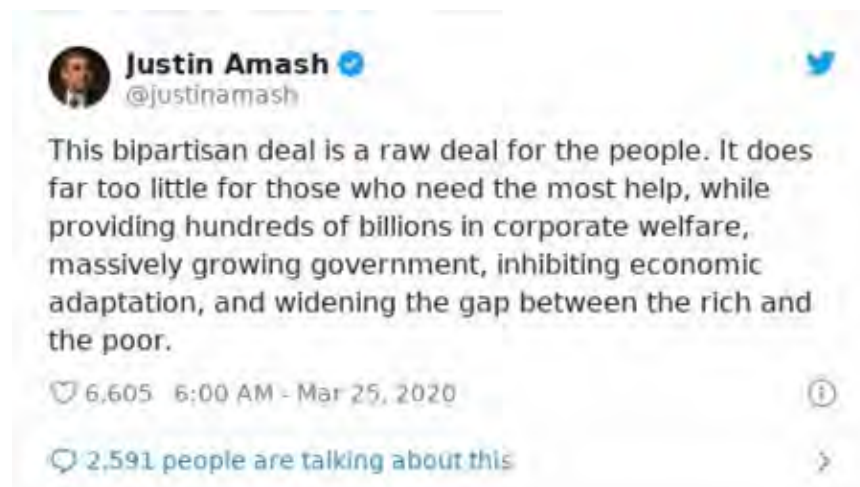 Justin Amash
@justinamash
This bipartisan deal is a raw deal for the people. It does
far too little for those who need the most help, while
providing hundreds of billions in corporate welfare,
massively growing government, inhibiting economic
adaptation, and widening the gap between the rich and
the poor.
6,605 6:00 AM - Mar 25, 2020
2,591 people are talking about this